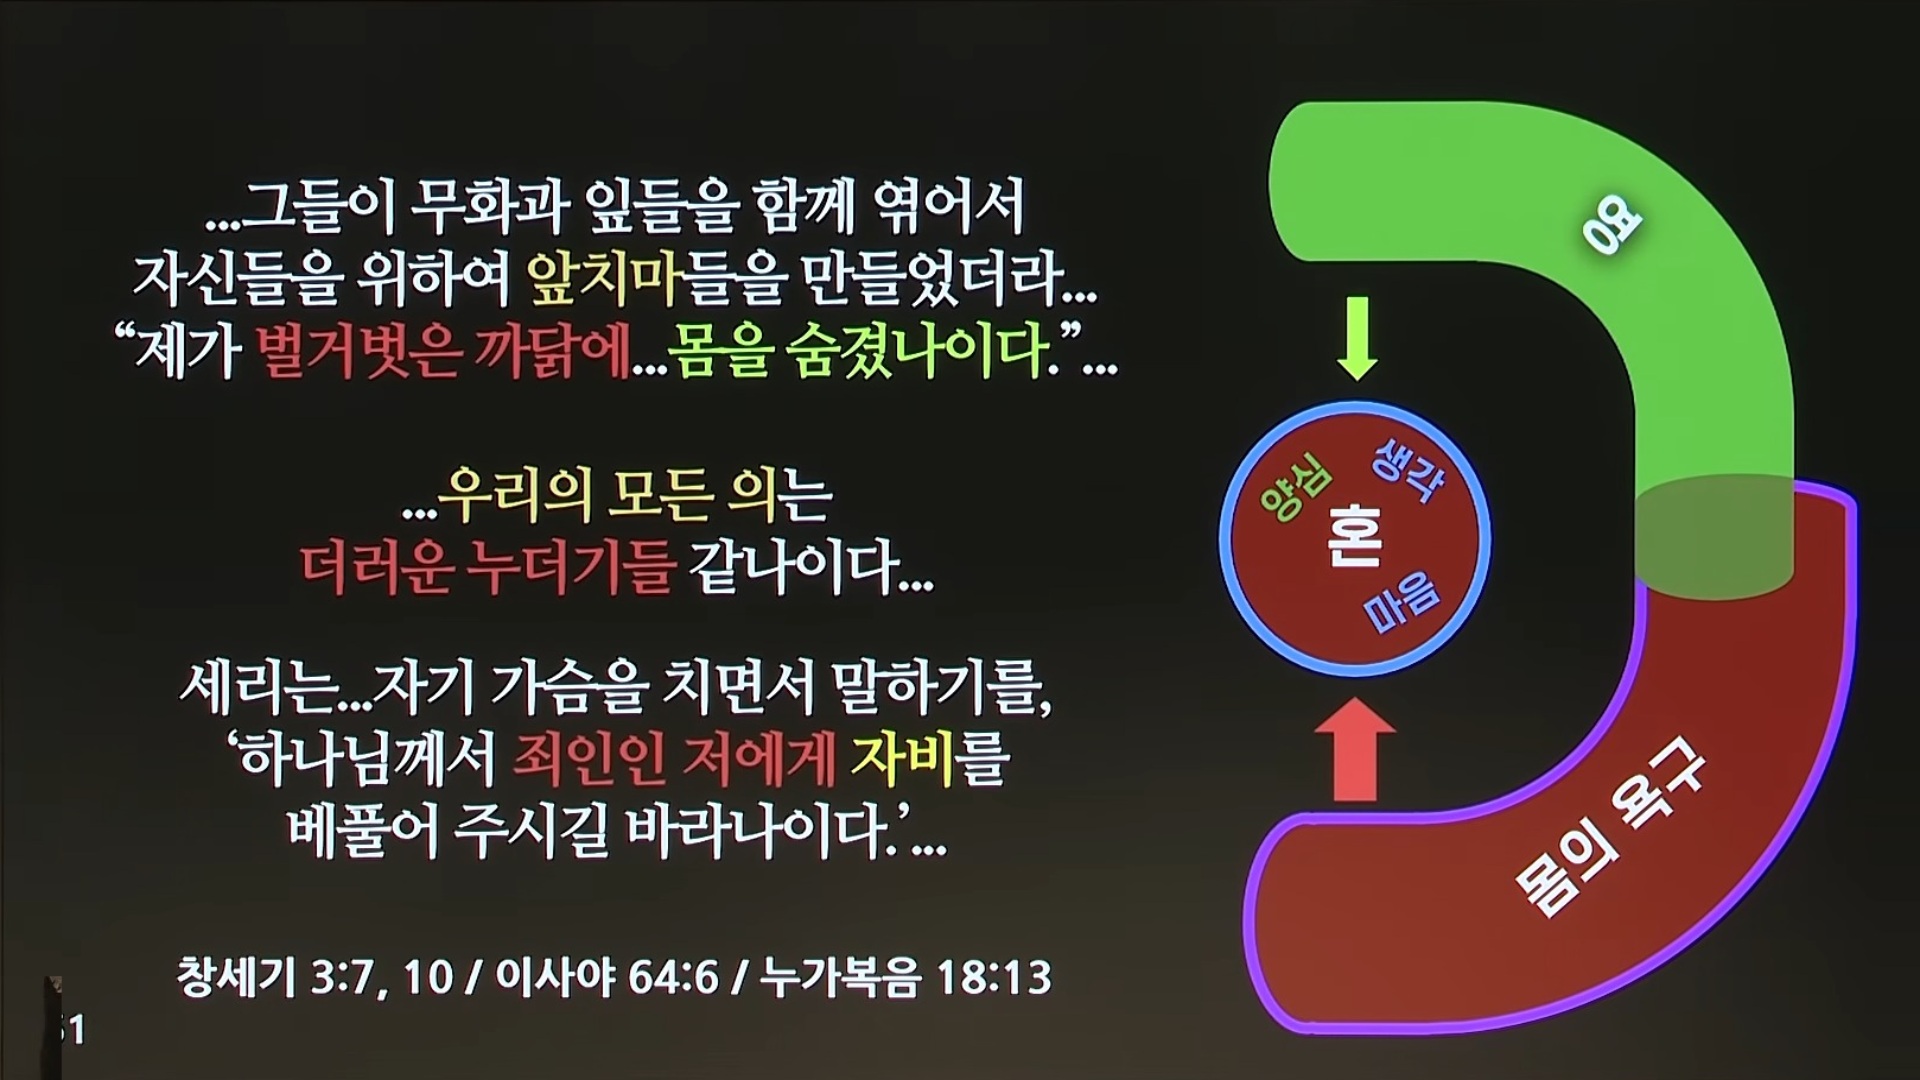 ...그들이 무화과 잎들을 함께 엮어서
자신들을 위하여 앞치마들을 만들었더라...
“제가 벌거벗은 까닭에...몸을 숨겼나이다.”...
...우리의 모든 의는
더러운 누더기들 같나이다...
세리는...자기 가슴을 치면서 말하기를,
‘하나님께서 죄인인 저에게 자비를
베풀어 주시길 바라나이다.’...
창세기 3:7, 10 / 이사야 64:6 / 누가복음 18:13
양심
생각
혼
마음
몸의 욕구